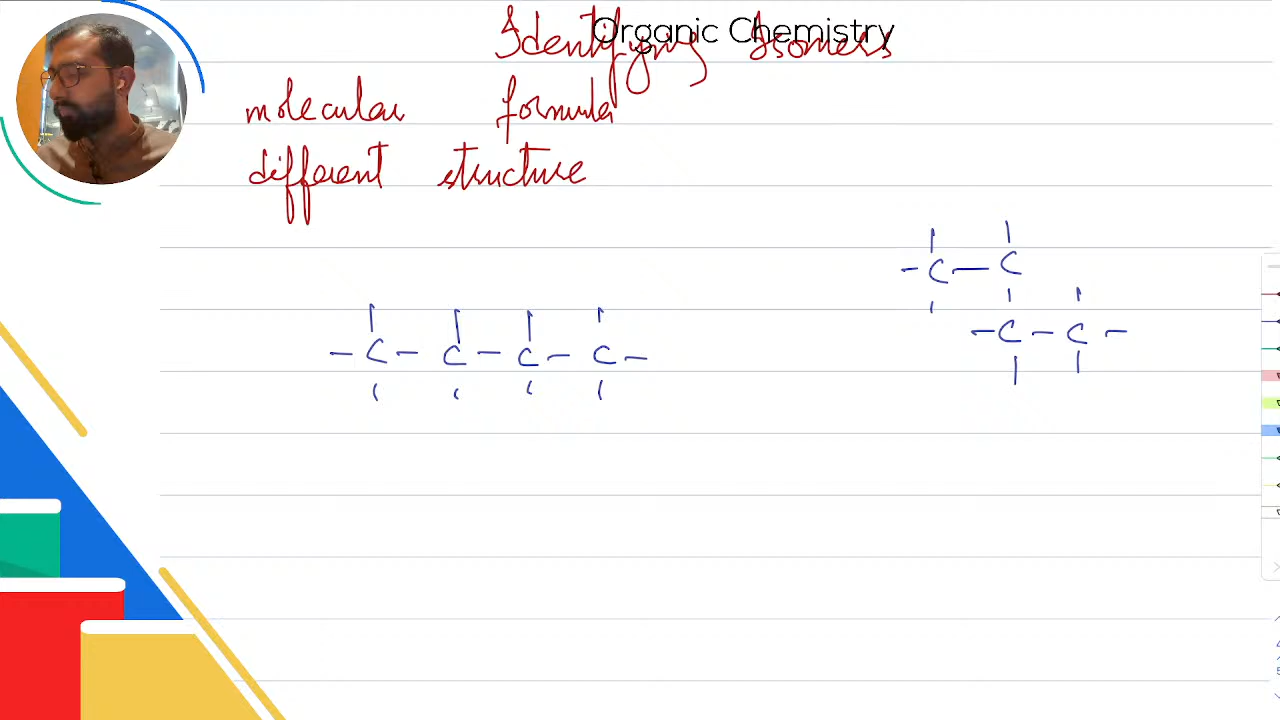 Organic Chemistry
Identifying Isomers
molecular formula
different structure
C C
C C C C
C C